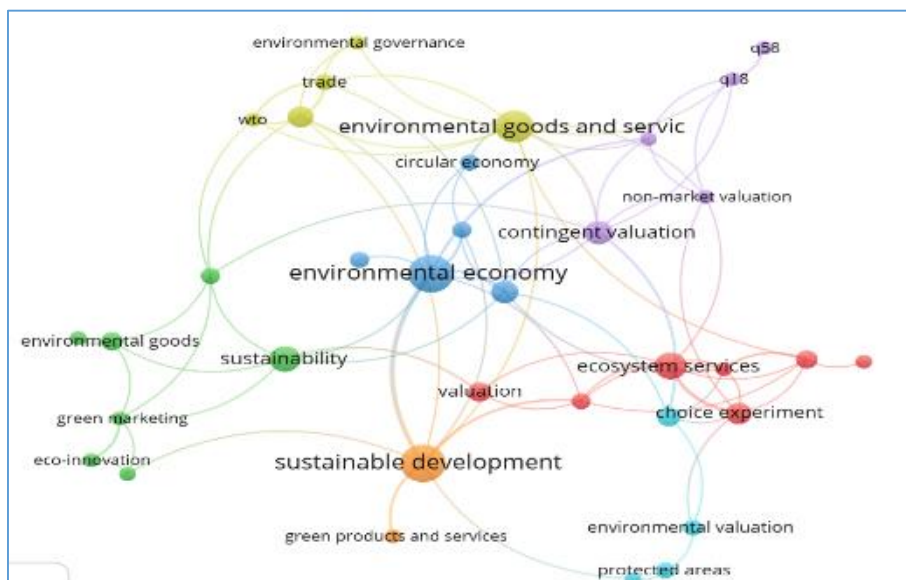 environmental governance
q58
trade
q18
wto
environmental goods and servic
circular economy
non-market valuation
contingent valuation
environmental economy
environmental goods
sustainability
ecosystem services
valuation
choice experiment
green marketing
eco-innovation
sustainable development
environmental valuation
green products and services
protected areas